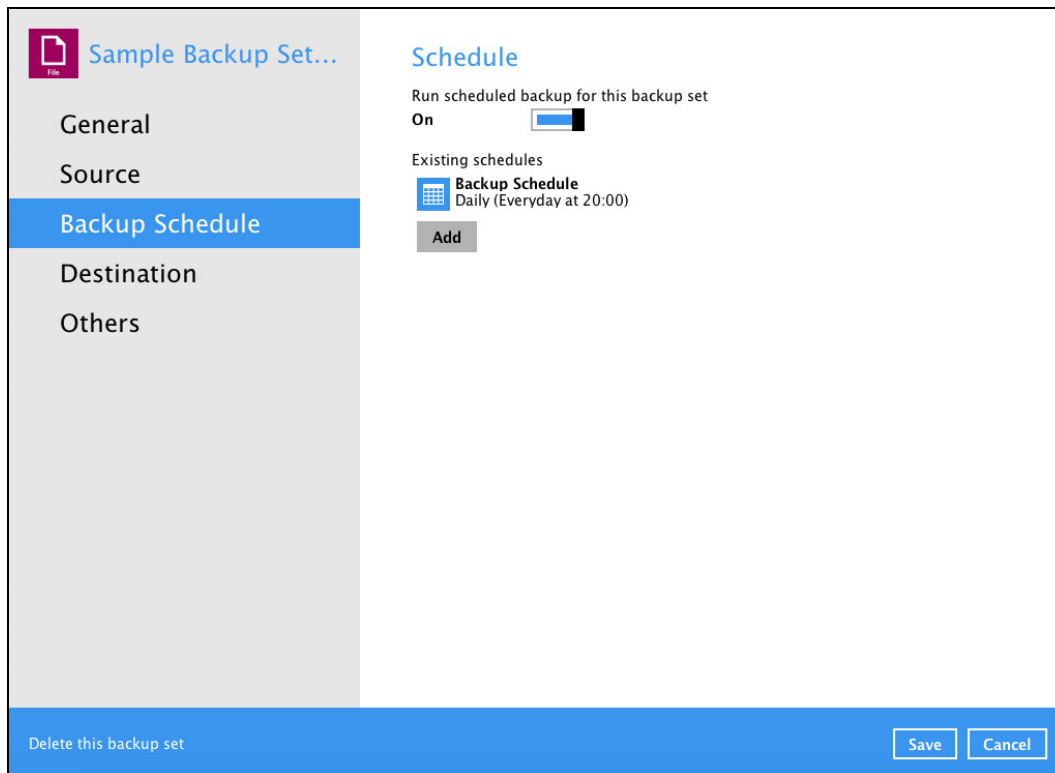 File
Sample Backup Set...
General
Source
Backup Schedule
Destination
Others
Schedule
Run scheduled backup for this backup set
On
Existing schedules
Backup Schedule
Daily (Everyday at 20:00)
Add
Delete this backup set
Save
Cancel